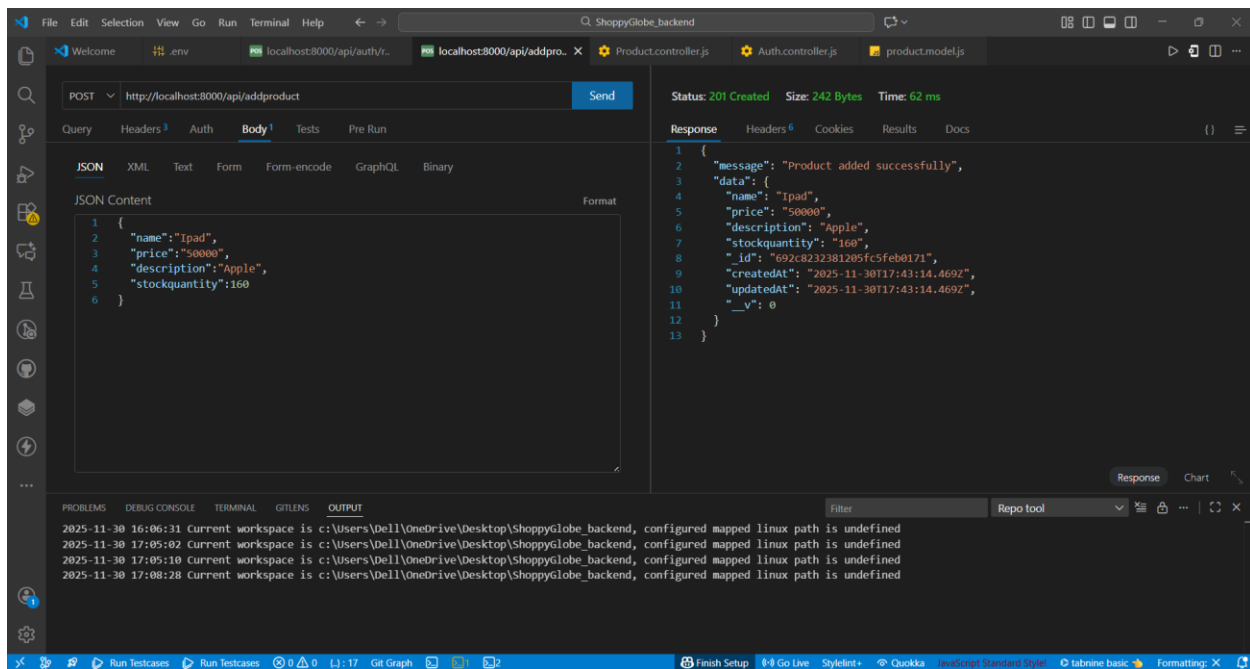 File Edit Selection View Go Run Terminal Help ShoppyGlobe_backend
Welcome .env POS localhost:8000/api/auth/r.. POS localhost:8000/api/addpro.. Product.controller.js Auth.controller.js product.model.js
POST http://localhost:8000/api/addproduct Send
Status: 201 Created Size: 242 Bytes Time: 62 ms
Query Headers 3 Auth Body 1 Tests Pre Run
Response Headers 6 Cookies Results Docs {}
JSON XML Text Form Form-encode GraphQL Binary
JSON Content Format
1 {
2 "name":"Ipad",
3 "price":"50000",
4 "description":"Apple",
5 "stockquantity":160
6 }
1 {
2 "message": "Product added successfully",
3 "data": {
4 "name": "Ipad",
5 "price": "50000",
6 "description": "Apple",
7 "stockquantity": "160",
8 "_id": "692c8232381205fc5feb0171",
9 "createdAt": "2025-11-30T17:43:14.469Z",
10 "updatedAt": "2025-11-30T17:43:14.469Z",
11 "__v": 0
12 }
13 }
Response Chart
PROBLEMS DEBUG CONSOLE TERMINAL GITLENS OUTPUT Filter Repo tool
2025-11-30 16:06:31 Current workspace is c:\Users\Dell\OneDrive\Desktop\ShoppyGlobe_backend, configured mapped linux path is undefined
2025-11-30 17:05:02 Current workspace is c:\Users\Dell\OneDrive\Desktop\ShoppyGlobe_backend, configured mapped linux path is undefined
2025-11-30 17:05:10 Current workspace is c:\Users\Dell\OneDrive\Desktop\ShoppyGlobe_backend, configured mapped linux path is undefined
2025-11-30 17:08:28 Current workspace is c:\Users\Dell\OneDrive\Desktop\ShoppyGlobe_backend, configured mapped linux path is undefined
1
Run Testcases Run Testcases 0 0 {..} : 17 Git Graph 1 2 Finish Setup Go Live Stylelint+ Quokka JavaScript Standard Style! tabnine basic Formatting: X